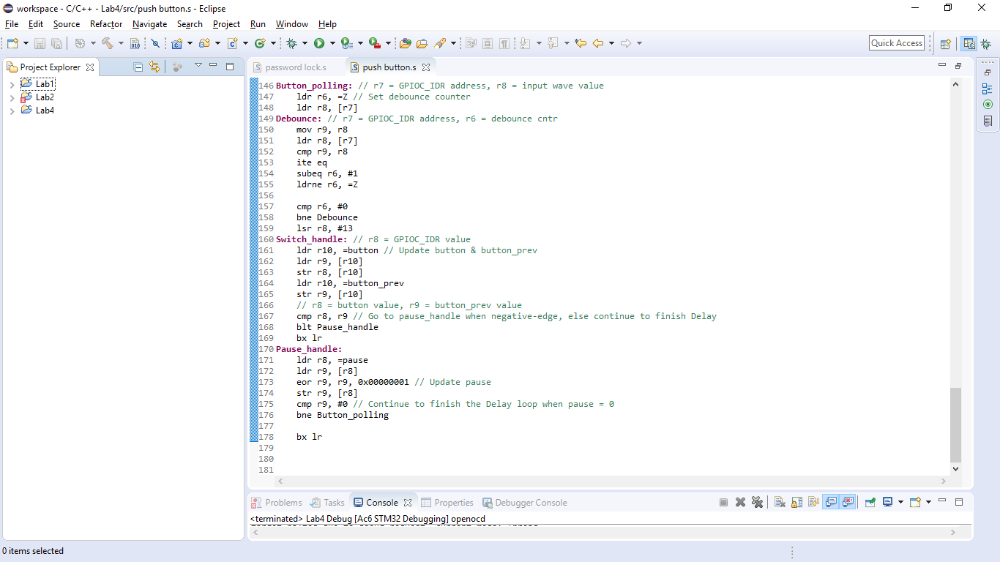 workspace - C/C++ - Lab4/src/push button.s - Eclipse
File Edit Source Refactor Navigate Search Project Run Window Help
Quick Access
Project Explorer
Lab1
Lab2
Lab4
password lock.s push button.s
146 Button_polling: // r7 = GPIOC_IDR address, r8 = input wave value
147 ldr r6, =Z // Set debounce counter
148 ldr r8, [r7]
149 Debounce: // r7 = GPIOC_IDR address, r6 = debounce cntr
150 mov r9, r8
151 ldr r8, [r7]
152 cmp r9, r8
153 ite eq
154 subeq r6, #1
155 ldrne r6, =Z
156
157 cmp r6, #0
158 bne Debounce
159 lsr r8, #13
160 Switch_handle: // r8 = GPIOC_IDR value
161 ldr r10, =button // Update button & button_prev
162 ldr r9, [r10]
163 str r8, [r10]
164 ldr r10, =button_prev
165 str r9, [r10]
166 // r8 = button value, r9 = button_prev value
167 cmp r8, r9 // Go to pause_handle when negative-edge, else continue to finish Delay
168 blt Pause_handle
169 bx lr
170 Pause_handle:
171 ldr r8, =pause
172 ldr r9, [r8]
173 eor r9, r9, 0x00000001 // Update pause
174 str r9, [r8]
175 cmp r9, #0 // Continue to finish the Delay loop when pause = 0
176 bne Button_polling
177
178 bx lr
179
180
181
Problems Tasks Console Properties Debugger Console
<terminated> Lab4 Debug [Ac6 STM32 Debugging] openocd
0 items selected